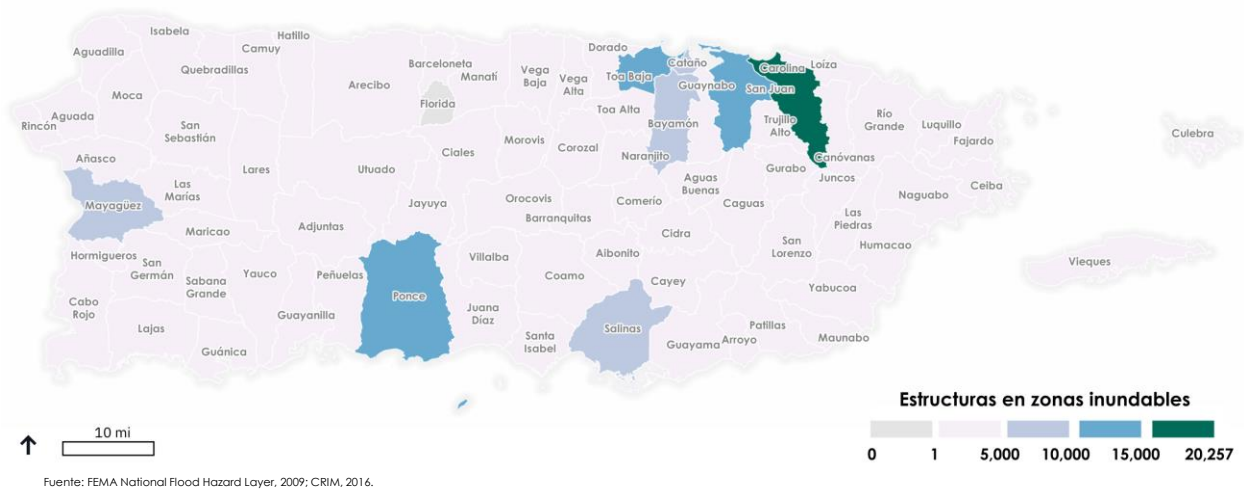 Isabela
Hatillo
Aguadilla
Camuy
Quebradillas
Arecibo
Barceloneta
Manatí
Florida
Vega
Baja
Vega
Alta
Dorado
Toa Baja
Cataño
Guaynabo
San Juan
Carolina
Loíza
Moca
Aguada
Rincón
San
Sebastián
Añasco
Lares
Utuado
Ciales
Morovis
Corozal
Toa Alta
Bayamón
Naranjito
Trujillo
Alto
Canóvanas
Río
Grande
Luquillo
Fajardo
Culebra
Mayagüez
Las
Marías
Maricao
Adjuntas
Jayuya
Orocovis
Barranquitas
Comerío
Aguas
Buenas
Caguas
Gurabo
Juncos
Naguabo
Ceiba
Las
Piedras
Humacao
Hormigueros
San
Germán
Sabana
Grande
Yauco
Peñuelas
Ponce
Villalba
Coamo
Aibonito
Cidra
Cayey
San
Lorenzo
Yabucoa
Vieques
Cabo
Rojo
Lajas
Guánica
Guayanilla
Juana
Díaz
Santa
Isabel
Salinas
Guayama
Arroyo
Patillas
Maunabo
Estructuras en zonas inundables
0 1 5,000 10,000 15,000 20,257
10 mi
Fuente: FEMA National Flood Hazard Layer, 2009; CRIM, 2016.